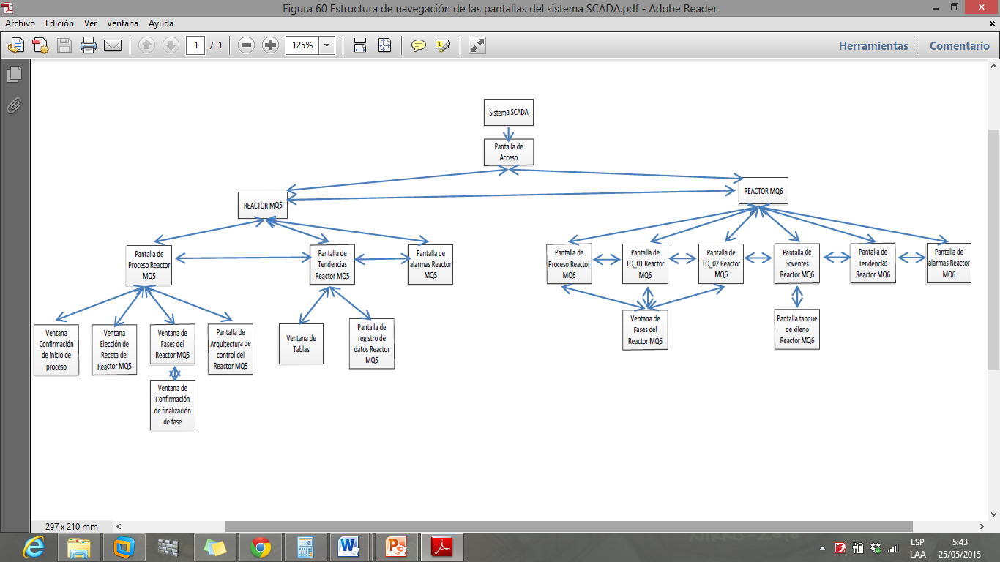 Figura 60 Estructura de navegación de las pantallas del sistema SCADA.pdf - Adobe Reader
Archivo Edición Ver Ventana Ayuda
1 / 1 125% Herramientas Comentario
Sistema SCADA
Pantalla de
Acceso
REACTOR MQ5
REACTOR MQ6
Pantalla de
Proceso Reactor
MQ5
Pantalla de
Tendencias
Reactor MQ5
Pantalla de
alarmas Reactor
MQ5
Pantalla de
Proceso Reactor
MQ6
Pantalla de
TQ_01 Reactor
MQ6
Pantalla de
TQ_02 Reactor
MQ6
Pantalla de
Soventes
Reactor MQ6
Pantalla de
Tendencias
Reactor MQ6
Pantalla de
alarmas Reactor
MQ6
Ventana
Confirmación
de inicio de
proceso
Ventana
Elección de
Receta del
Reactor MQ5
Ventana de
Fases del
Reactor MQ5
Pantalla de
Arquitectura de
control del
Reactor MQ5
Ventana de
Tablas
Pantalla de
registro de
datos Reactor
MQ5
Ventana de
Fases del
Reactor MQ6
Pantalla tanque
de xileno
Reactor MQ6
Ventana de
Confirmación
de finalización
de fase
297 x 210 mm
ESP
LAA
5:43
25/05/2015